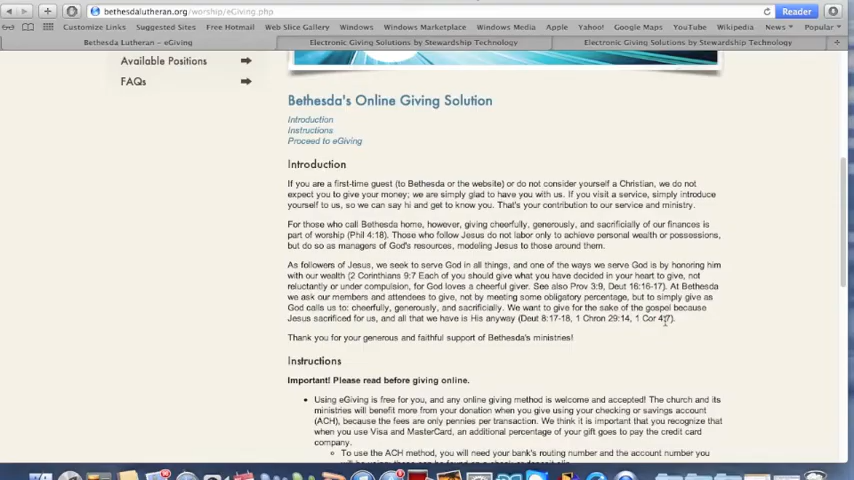 bethesdalutheran.org/worship/eGiving.php
Reader
Customize Links Suggested Sites Free Hotmail Web Slice Gallery Windows Windows Marketplace Windows Media Apple Yahoo! Google Maps YouTube Wikipedia News Popular
Bethesda Lutheran – eGiving Electronic Giving Solutions by Stewardship Technology Electronic Giving Solutions by Stewardship Technology
Available Positions
FAQs
Bethesda's Online Giving Solution
Introduction
Instructions
Proceed to eGiving
Introduction
If you are a first-time guest (to Bethesda or the website) or do not consider yourself a Christian, we do not
expect you to give your money; we are simply glad to have you with us. If you visit a service, simply introduce
yourself to us, so we can say hi and get to know you. That's your contribution to our service and ministry.
For those who call Bethesda home, however, giving cheerfully, generously, and sacrificially of our finances is
part of worship (Phil 4:18). Those who follow Jesus do not labor only to achieve personal wealth or possessions,
but do so as managers of God's resources, modeling Jesus to those around them.
As followers of Jesus, we seek to serve God in all things, and one of the ways we serve God is by honoring him
with our wealth (2 Corinthians 9:7 Each of you should give what you have decided in your heart to give, not
reluctantly or under compulsion, for God loves a cheerful giver. See also Prov 3:9, Deut 16:16-17). At Bethesda
we ask our members and attendees to give, not by meeting some obligatory percentage, but to simply give as
God calls us to: cheerfully, generously, and sacrificially. We want to give for the sake of the gospel because
Jesus sacrificed for us, and all that we have is His anyway (Deut 8:17-18, 1 Chron 29:14, 1 Cor 4:7).
Thank you for your generous and faithful support of Bethesda's ministries!
Instructions
Important! Please read before giving online.
Using eGiving is free for you, and any online giving method is welcome and accepted! The church and its
ministries will benefit more from your donation when you give using your checking or savings account
(ACH), because the fees are only pennies per transaction. We think it is important that you recognize that
when you use Visa and MasterCard, an additional percentage of your gift goes to pay the credit card
company.
To use the ACH method, you will need your bank's routing number and the account number you